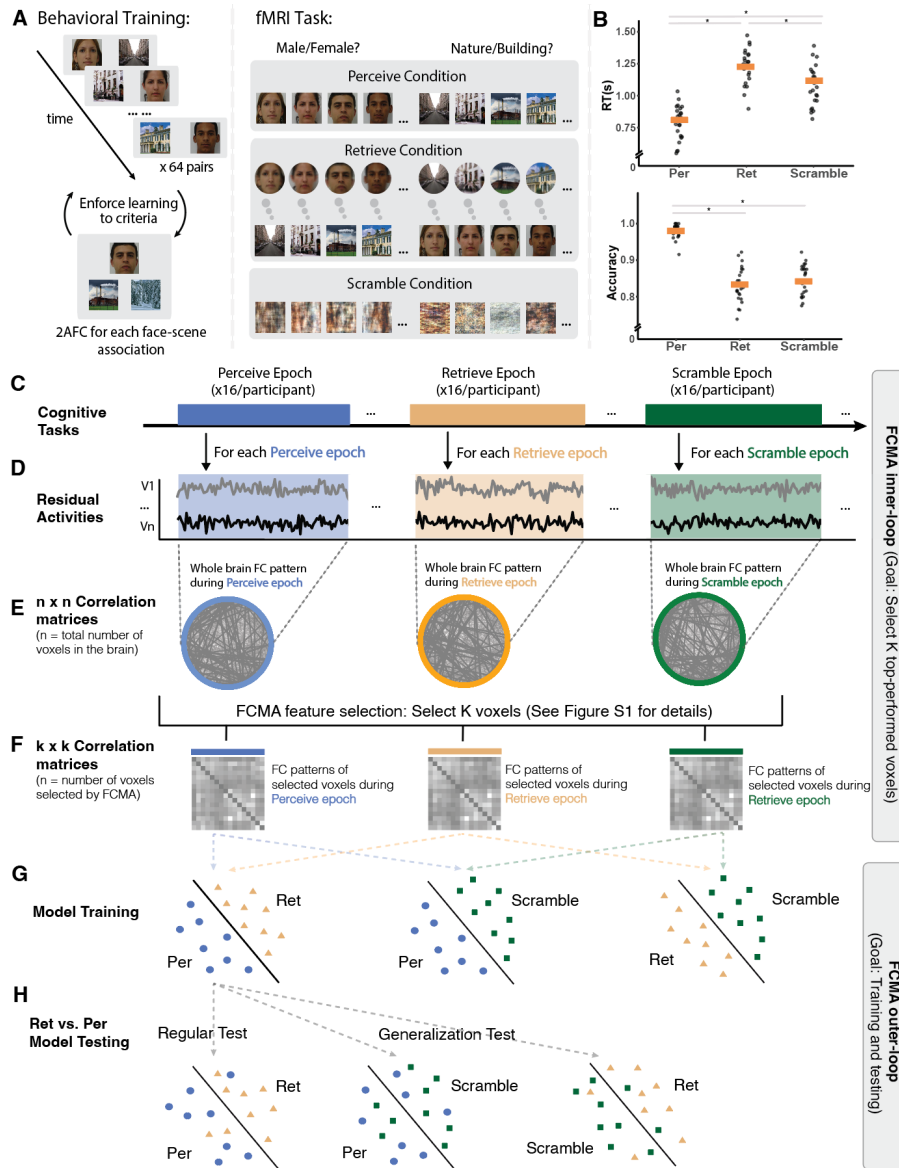 A
Behavioral Training:
time
... ...
x 64 pairs
Enforce learning
to criteria
2AFC for each face-scene
association
fMRI Task:
Male/Female?
Nature/Building?
Perceive Condition
...
...
Retrieve Condition
...
...
...
...
Scramble Condition
...
...
B
*
*
*
RT(s)
1.50
1.25
1.00
0.75
0
Per
Ret
Scramble
*
*
Accuracy
1.0
0.9
0.8
0
Per
Ret
Scramble
C
Cognitive
Tasks
Perceive Epoch
(x16/participant)
...
Retrieve Epoch
(x16/participant)
...
Scramble Epoch
(x16/participant)
...
For each Perceive epoch
For each Retrieve epoch
For each Scramble epoch
D
Residual
Activities
V1
...
Vn
...
...
...
Whole brain FC pattern
during Perceive epoch
Whole brain FC pattern
during Retrieve epoch
Whole brain FC pattern
during Scramble epoch
E
n x n Correlation
matrices
(n = total number of
voxels in the brain)
FCMA feature selection: Select K voxels (See Figure S1 for details)
F
k x k Correlation
matrices
(n = number of voxels
selected by FCMA)
FC patterns of
selected voxels during
Perceive epoch
FC patterns of
selected voxels during
Retrieve epoch
FC patterns of
selected voxels during
Retrieve epoch
FCMA inner-loop (Goal: Select K top-performed voxels)
G
Model Training
Ret
Per
Scramble
Per
Scramble
Ret
H
Ret vs. Per
Model Testing
Regular Test
Generalization Test
Ret
Per
Scramble
Per
Ret
Scramble
FCMA outer-loop
(Goal: Training and testing)